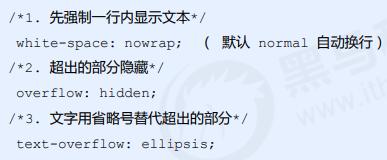 /*1. 先强制一行内显示文本*/
white-space: nowrap; （ 默认 normal 自动换行）
/*2. 超出的部分隐藏*/
overflow: hidden;
/*3. 文字用省略号替代超出的部分*/
text-overflow: ellipsis;